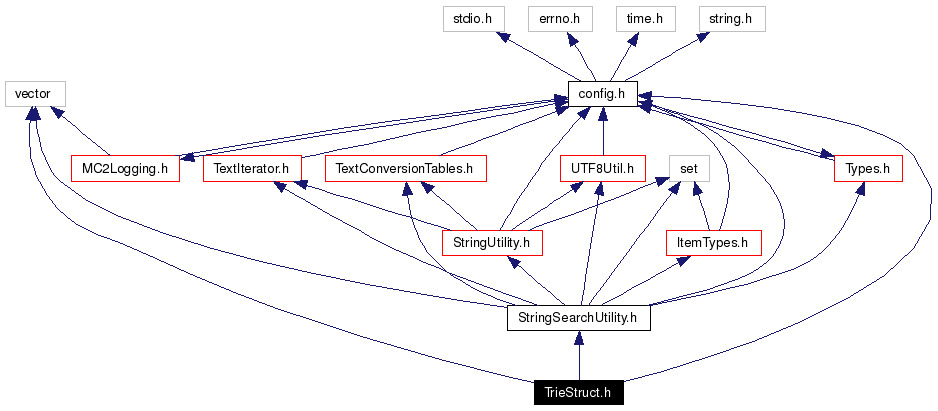 stdio.h
errno.h
time.h
string.h
vector
config.h
MC2Logging.h
TextIterator.h
TextConversionTables.h
UTF8Util.h
set
Types.h
StringUtility.h
ItemTypes.h
StringSearchUtility.h
TrieStruct.h